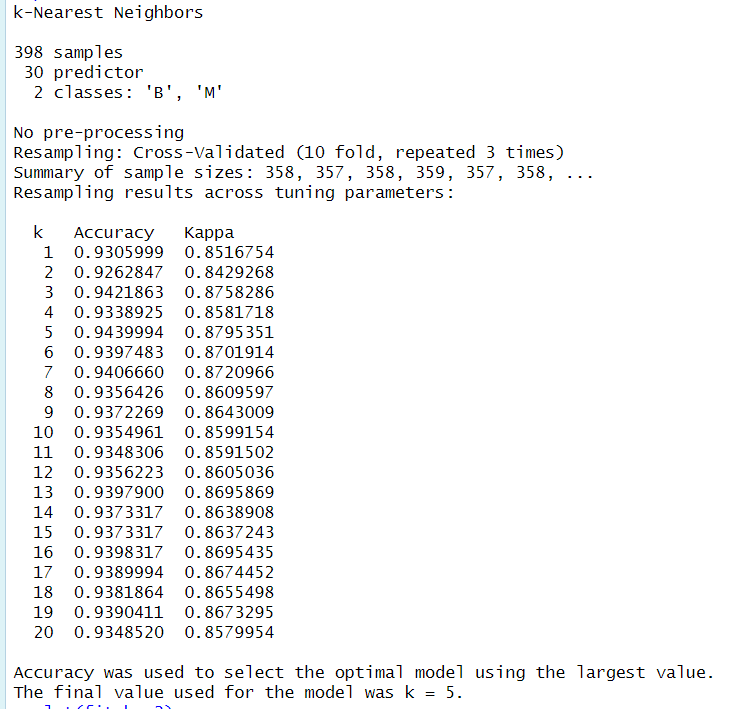 k-Nearest Neighbors
398 samples
30 predictor
2 classes: 'B', 'M'
No pre-processing
Resampling: Cross-Validated (10 fold, repeated 3 times)
Summary of sample sizes: 358, 357, 358, 359, 357, 358, ...
Resampling results across tuning parameters:
k Accuracy Kappa
1 0.9305999 0.8516754
2 0.9262847 0.8429268
3 0.9421863 0.8758286
4 0.9338925 0.8581718
5 0.9439994 0.8795351
6 0.9397483 0.8701914
7 0.9406660 0.8720966
8 0.9356426 0.8609597
9 0.9372269 0.8643009
10 0.9354961 0.8599154
11 0.9348306 0.8591502
12 0.9356223 0.8605036
13 0.9397900 0.8695869
14 0.9373317 0.8638908
15 0.9373317 0.8637243
16 0.9398317 0.8695435
17 0.9389994 0.8674452
18 0.9381864 0.8655498
19 0.9390411 0.8673295
20 0.9348520 0.8579954
Accuracy was used to select the optimal model using the largest value.
The final value used for the model was k = 5.